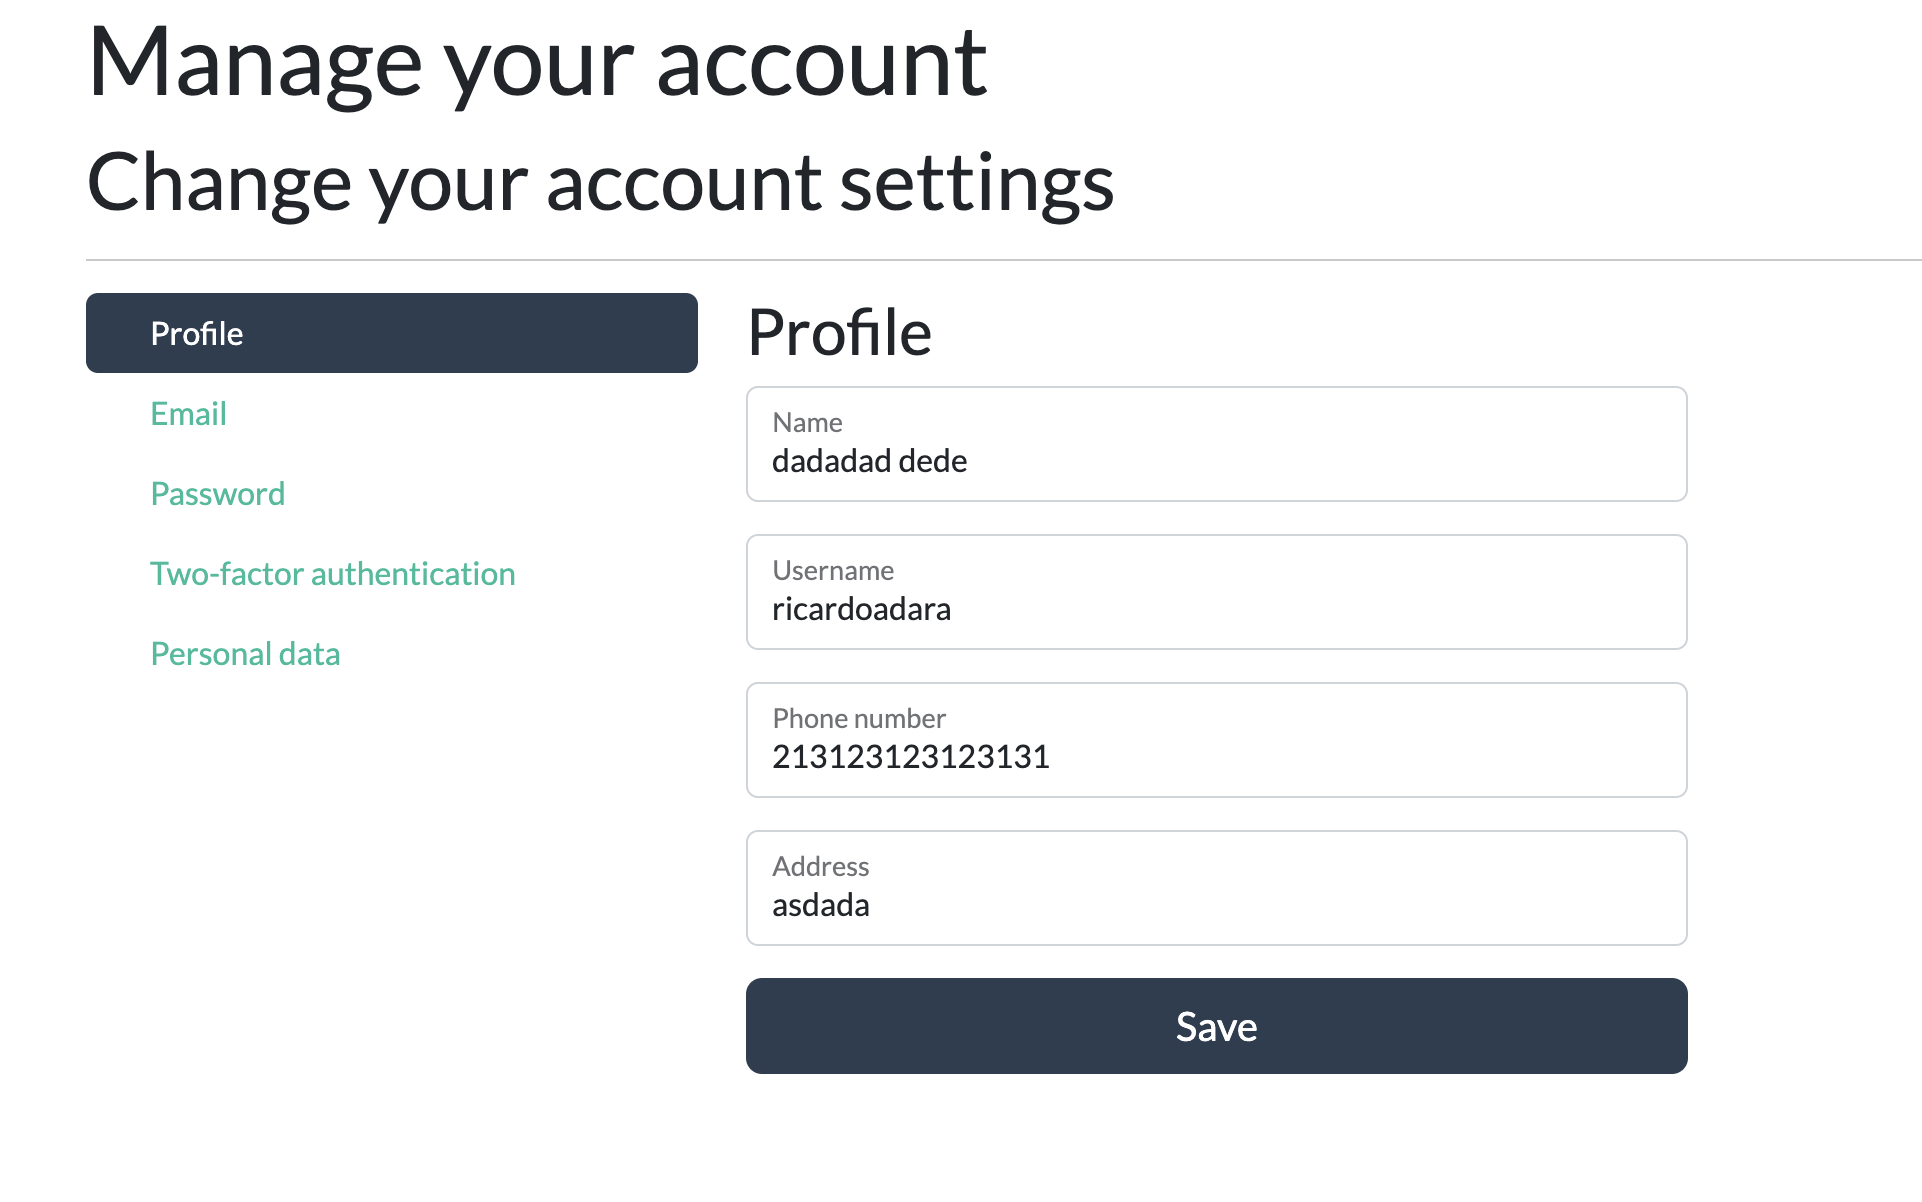 Manage your account
Change your account settings
Profile
Email
Password
Two-factor authentication
Personal data
Profile
Name
dadadad dede
Username
ricardoadara
Phone number
213123123123131
Address
asdada
Save